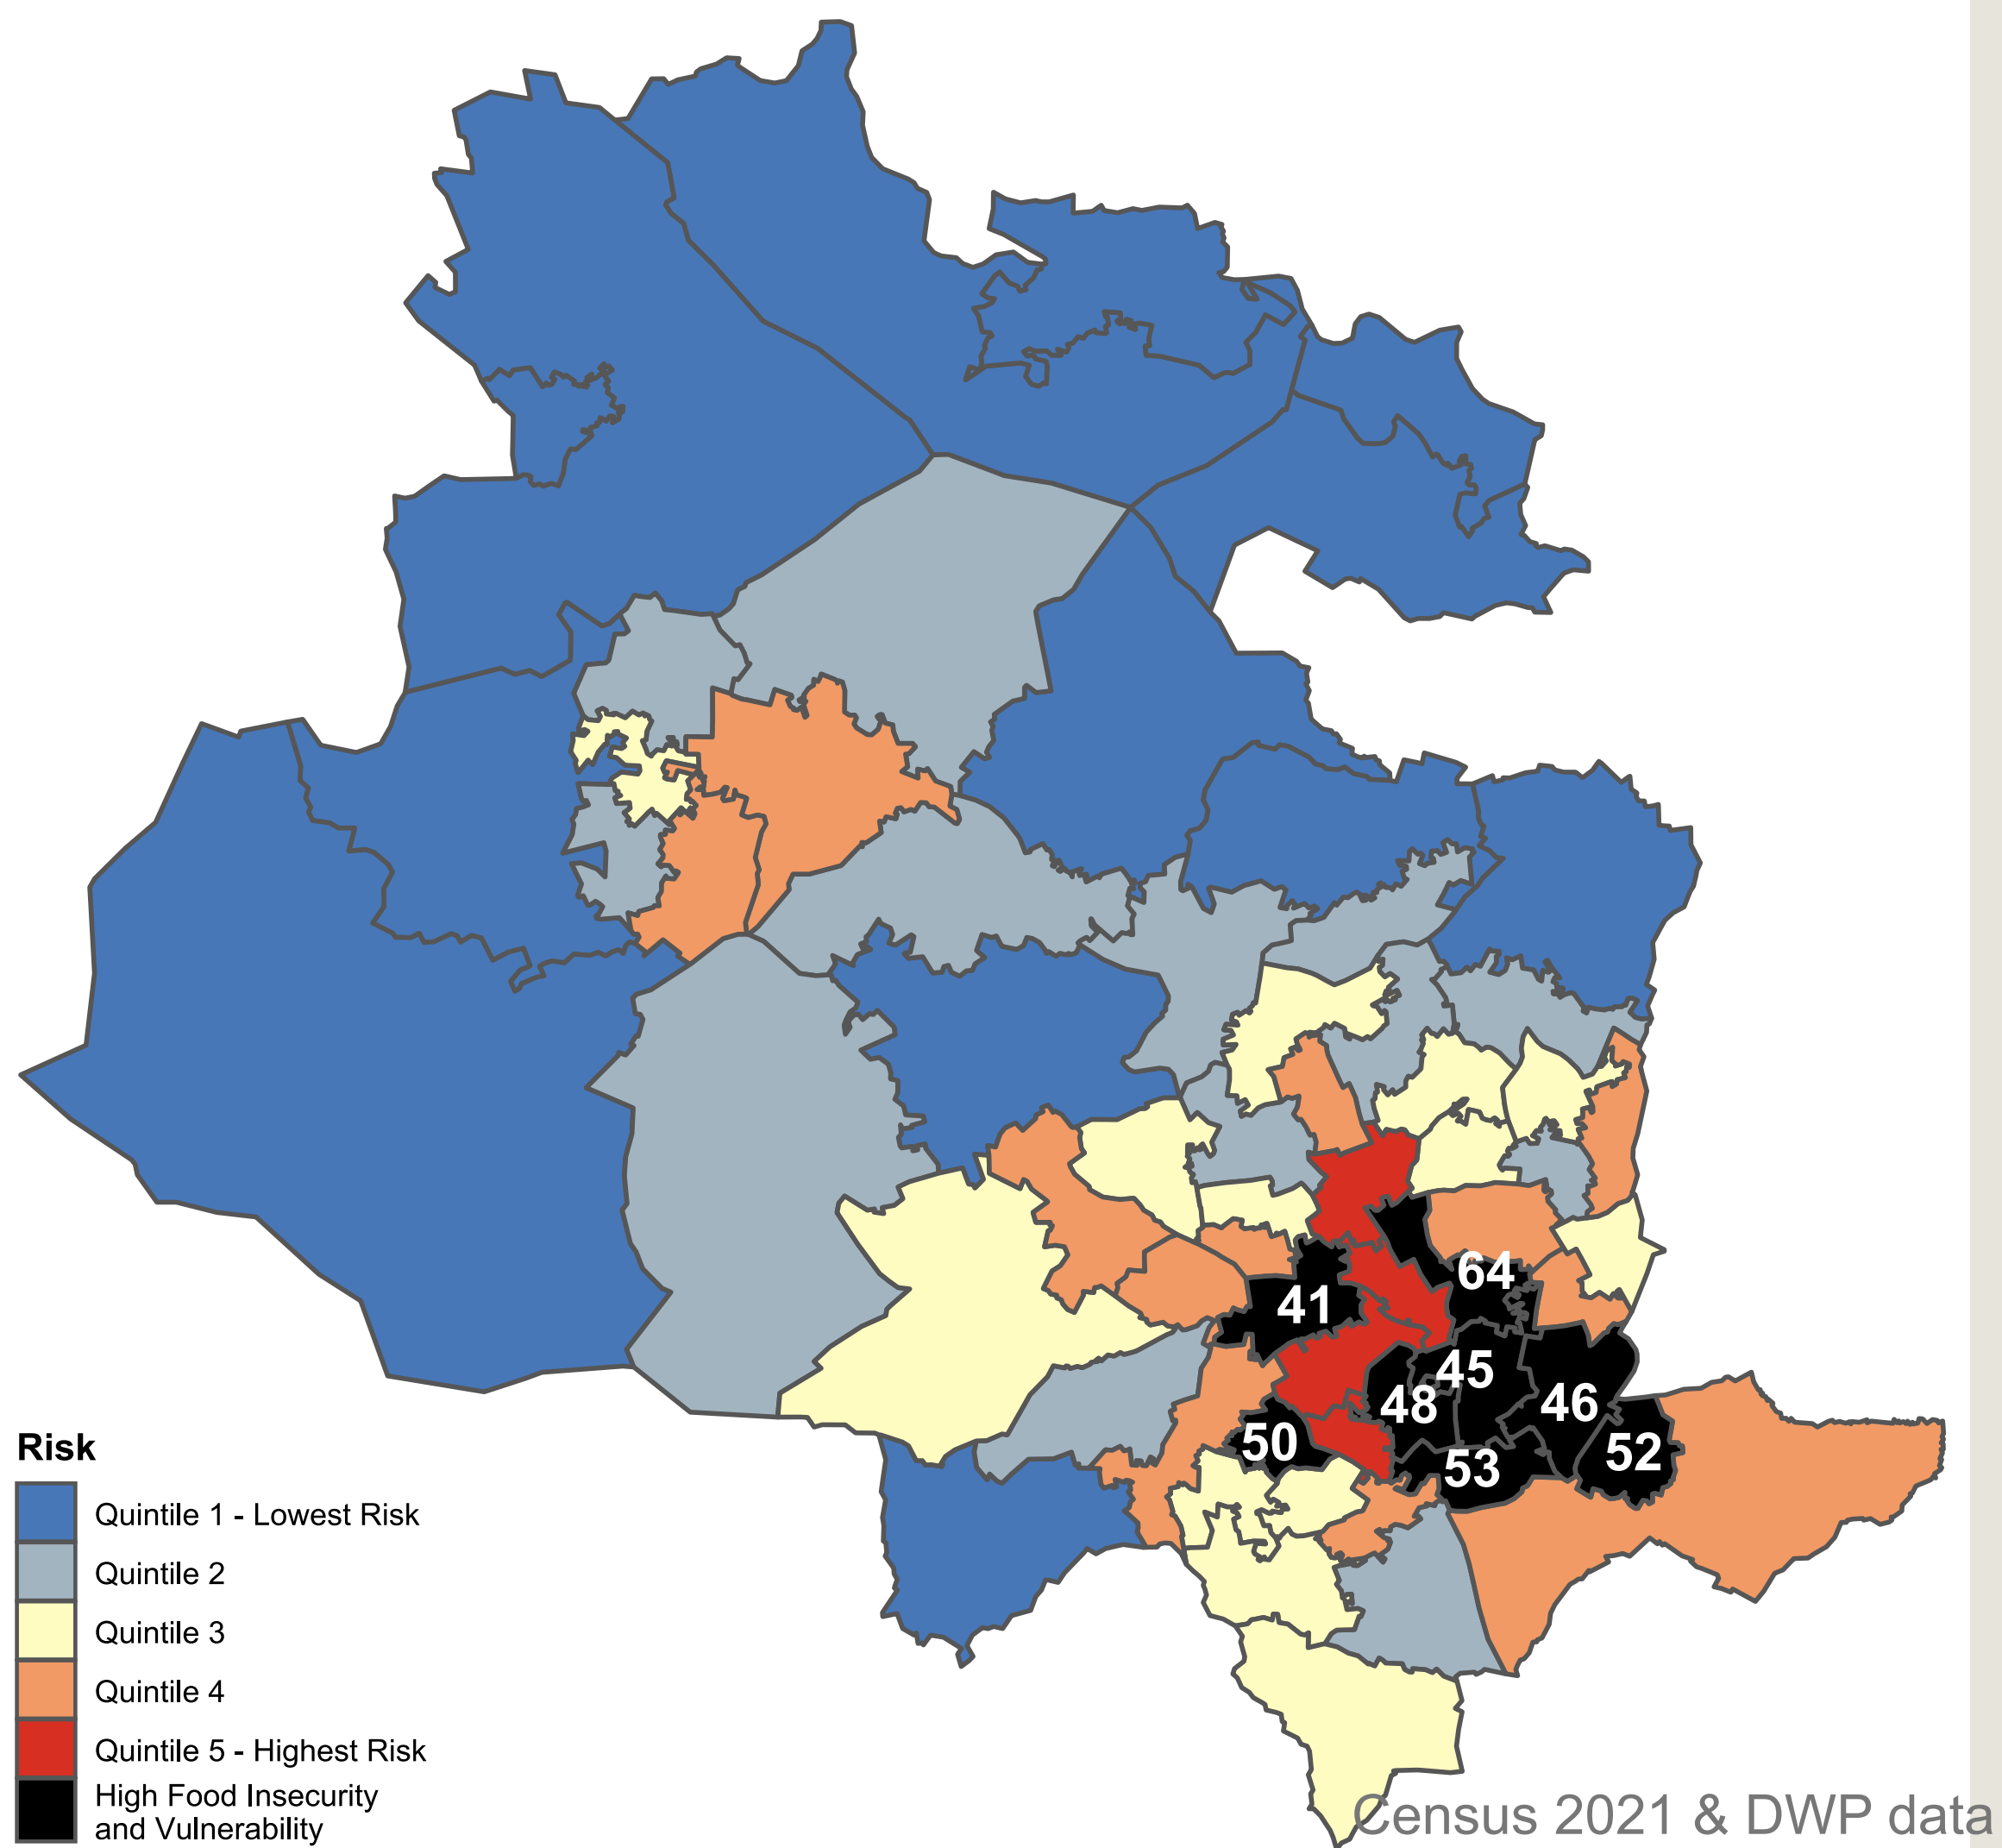 64
41
45
48
46
50
52
53
Risk
Quintile 1 - Lowest Risk
Quintile 2
Quintile 3
Quintile 4
Quintile 5 - Highest Risk
High Food Insecurity
and Vulnerability
Census 2021 & DWP data